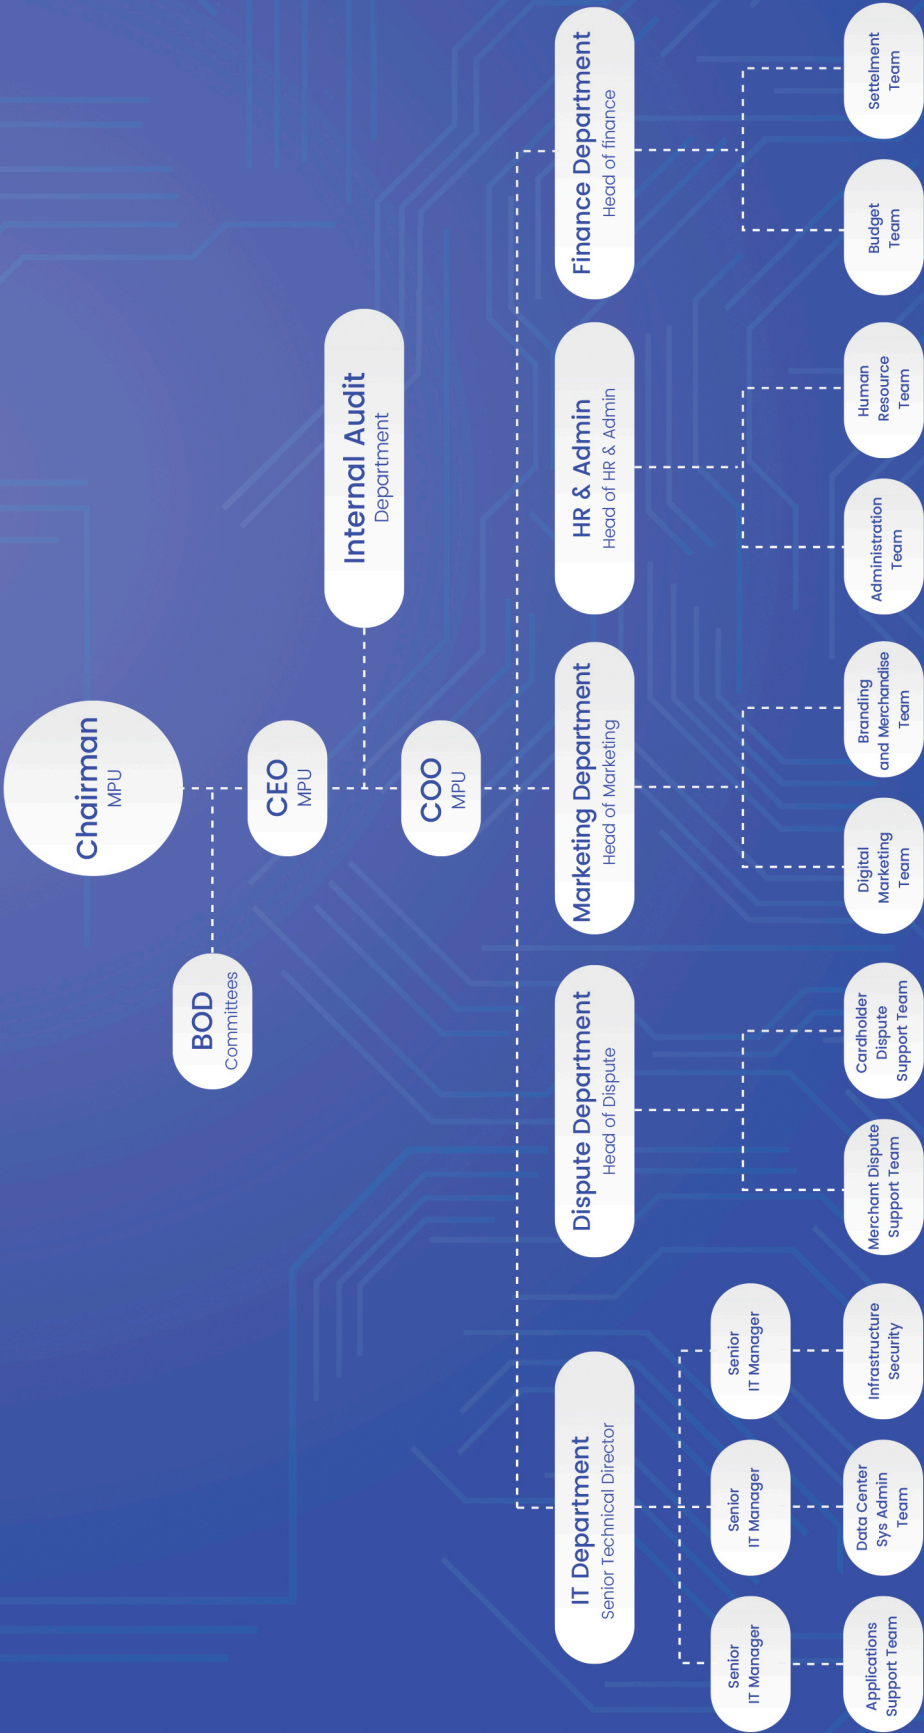 Chairman
MPU
BOD
Committees
CEO
MPU
Internal Audit
Department
COO
MPU
IT Department
Senior Technical Director
Dispute Department
Head of Dispute
Marketing Department
Head of Marketing
HR & Admin
Head of HR & Admin
Finance Department
Head of finance
Senior
IT Manager
Senior
IT Manager
Senior
IT Manager
Applications
Support Team
Data Center
Sys Admin
Team
Infrastructure
Security
Merchant Dispute
Support Team
Cardholder
Dispute
Support Team
Digital
Marketing
Team
Branding
and Merchandise
Team
Administration
Team
Human
Resource
Team
Budget
Team
Settelment
Team